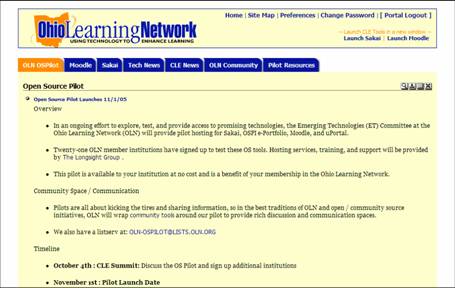 Home | Site Map | Preferences | Change Password | [ Portal Logout ]
OhioLearningNetwork
USING TECHNOLOGY TO ENHANCE LEARNING
~ Launch CLE Tools in a new window ~
Launch Sakai | Launch Moodle
OLN OSPilot Moodle Sakai Tech News CLE News OLN Community Pilot Resources
Open Source Pilot
Open Source Pilot Launches 11/1/05
Overview
In an ongoing effort to explore, test, and provide access to promising technologies, the Emerging Technologies (ET) Committee at the
Ohio Learning Network (OLN) will provide pilot hosting for Sakai, OSPI e-Portfolio, Moodle, and uPortal.
Twenty-one OLN member institutions have signed up to test these OS tools. Hosting services, training, and support will be provided
by The Longsight Group .
This pilot is available to your institution at no cost and is a benefit of your membership in the Ohio Learning Network.
Community Space / Communication
Pilots are all about kicking the tires and sharing information, so in the best traditions of OLN and open / community source
initiatives, OLN will wrap community tools around our pilot to provide rich discussion and communication spaces.
We also have a listserv at: OLN-OSPILOT@LISTS.OLN.ORG
Timeline
October 4th : CLE Summit: Discuss the OS Pilot and sign up additional institutions
November 1st : Pilot Launch Date